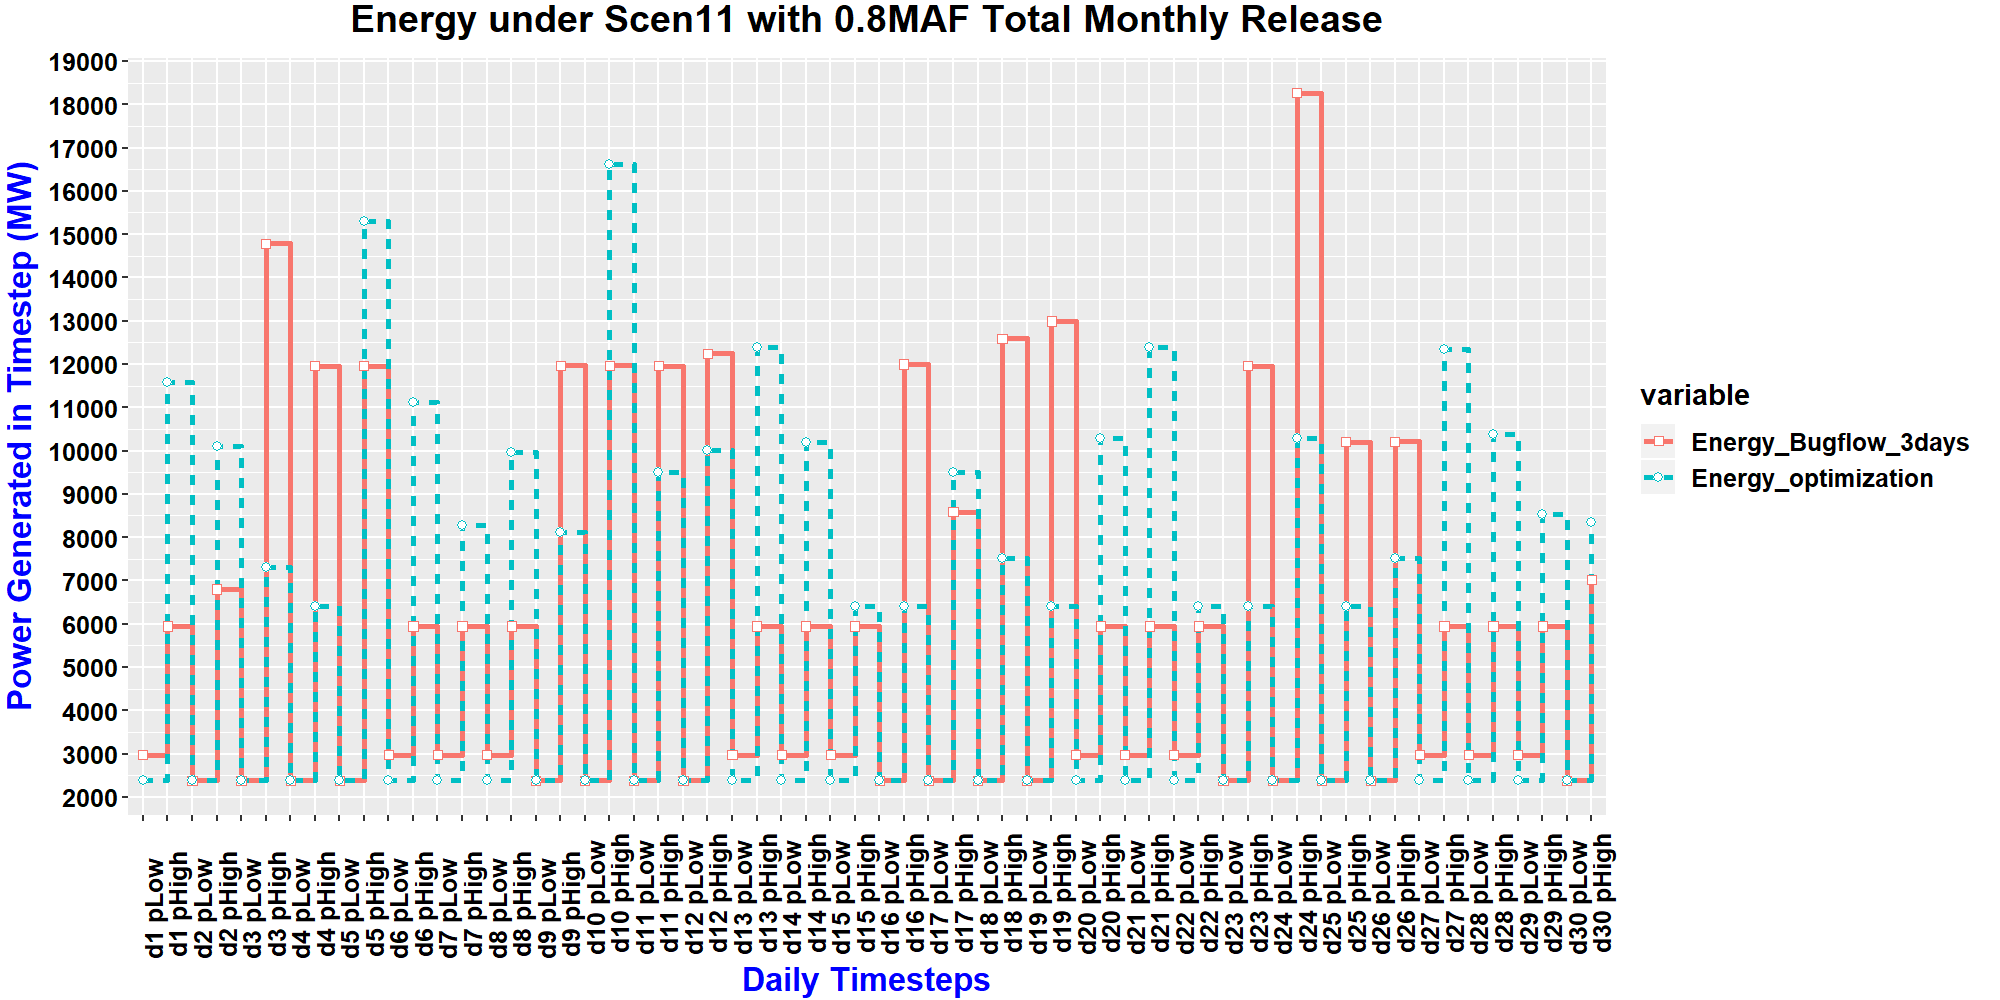 Energy under Scen11 with 0.8MAF Total Monthly Release
Power Generated in Timestep (MW)
19000
18000
17000
16000
15000
14000
13000
12000
11000
10000
9000
8000
7000
6000
5000
4000
3000
2000
d1 pLow
d1 pHigh
d2 pLow
d2 pHigh
d3 pLow
d3 pHigh
d4 pLow
d4 pHigh
d5 pLow
d5 pHigh
d6 pLow
d6 pHigh
d7 pLow
d7 pHigh
d8 pLow
d8 pHigh
d9 pLow
d9 pHigh
d10 pLow
d10 pHigh
d11 pLow
d11 pHigh
d12 pLow
d12 pHigh
d13 pLow
d13 pHigh
d14 pLow
d14 pHigh
d15 pLow
d15 pHigh
d16 pLow
d16 pHigh
d17 pLow
d17 pHigh
d18 pLow
d18 pHigh
d19 pLow
d19 pHigh
d20 pLow
d20 pHigh
d21 pLow
d21 pHigh
d22 pLow
d22 pHigh
d23 pLow
d23 pHigh
d24 pLow
d24 pHigh
d25 pLow
d25 pHigh
d26 pLow
d26 pHigh
d27 pLow
d27 pHigh
d28 pLow
d28 pHigh
d29 pLow
d29 pHigh
d30 pLow
d30 pHigh
Daily Timesteps
variable
Energy_Bugflow_3days
Energy_optimization